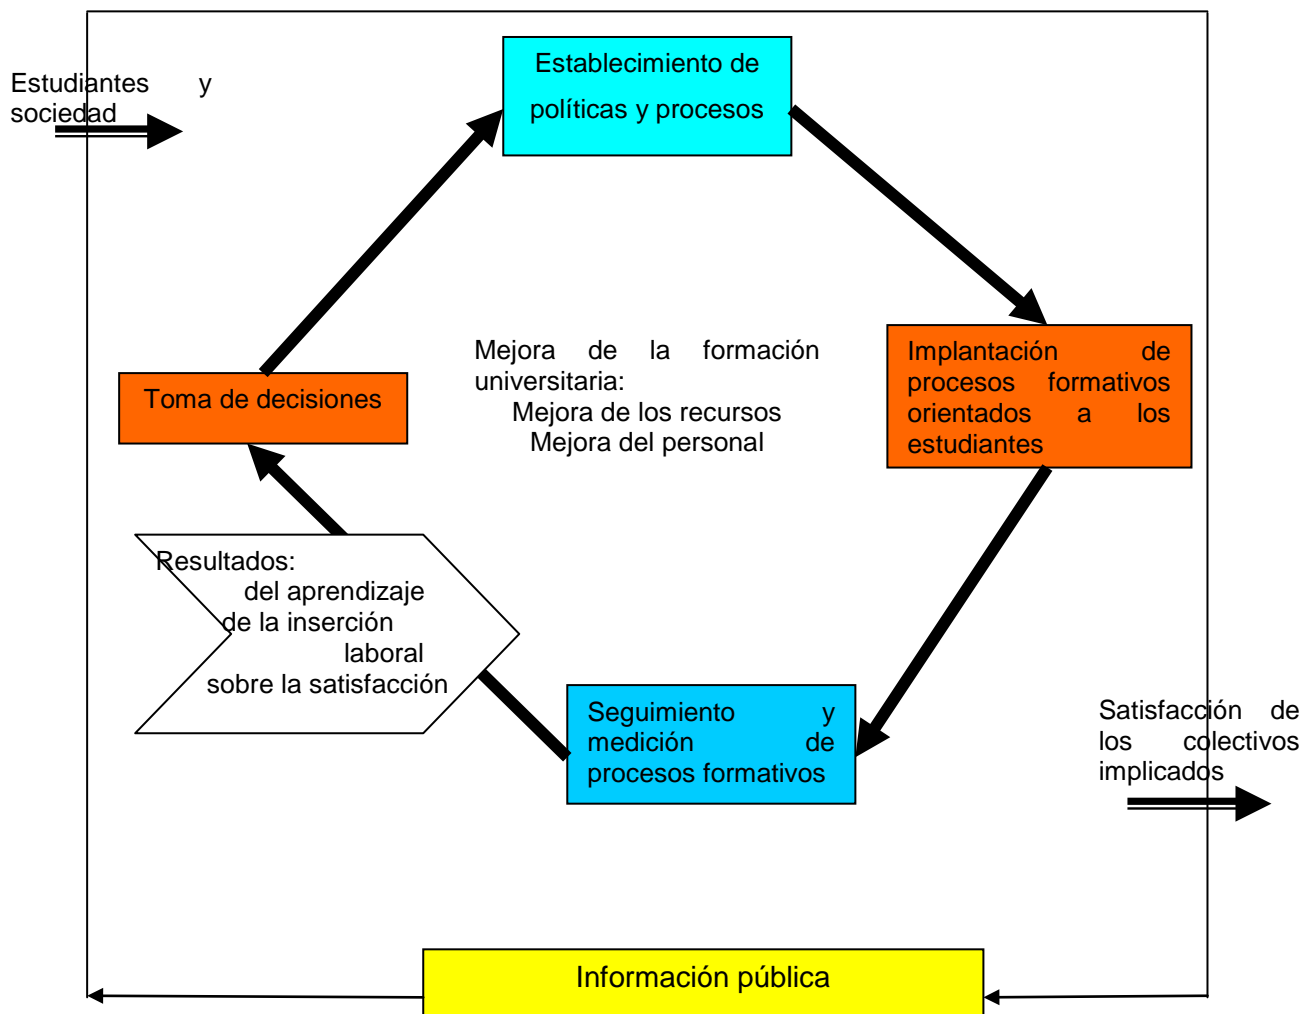 Establecimiento de
políticas y procesos
Estudiantes y
sociedad
Mejora de la formación
universitaria:
Mejora de los recursos
Mejora del personal
Implantación de
procesos formativos
orientados a los
estudiantes
Toma de decisiones
Resultados:
del aprendizaje
de la inserción
laboral
sobre la satisfacción
Seguimiento y
medición de
procesos formativos
Satisfacción de
los colectivos
implicados
Información pública